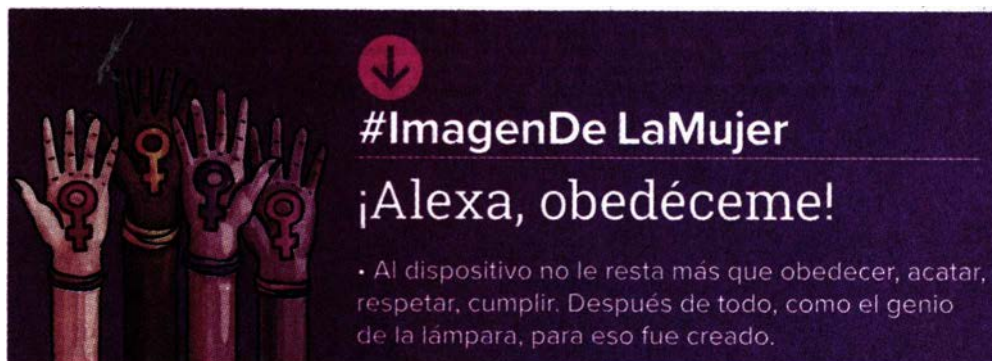 #ImagenDe LaMujer
¡Alexa, obedéceme!
• Al dispositivo no le resta más que obedecer, acatar,
respetar, cumplir. Después de todo, como el genio
de la lámpara, para eso fue creado.